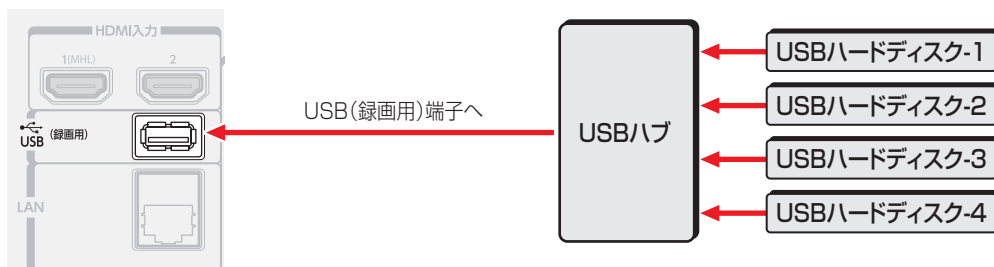 HDMI入力
1(MHL)
2
USB
(録画用)
LAN
USB(録画用)端子へ
USBハブ
USBハードディスク-1
USBハードディスク-2
USBハードディスク-3
USBハードディスク-4